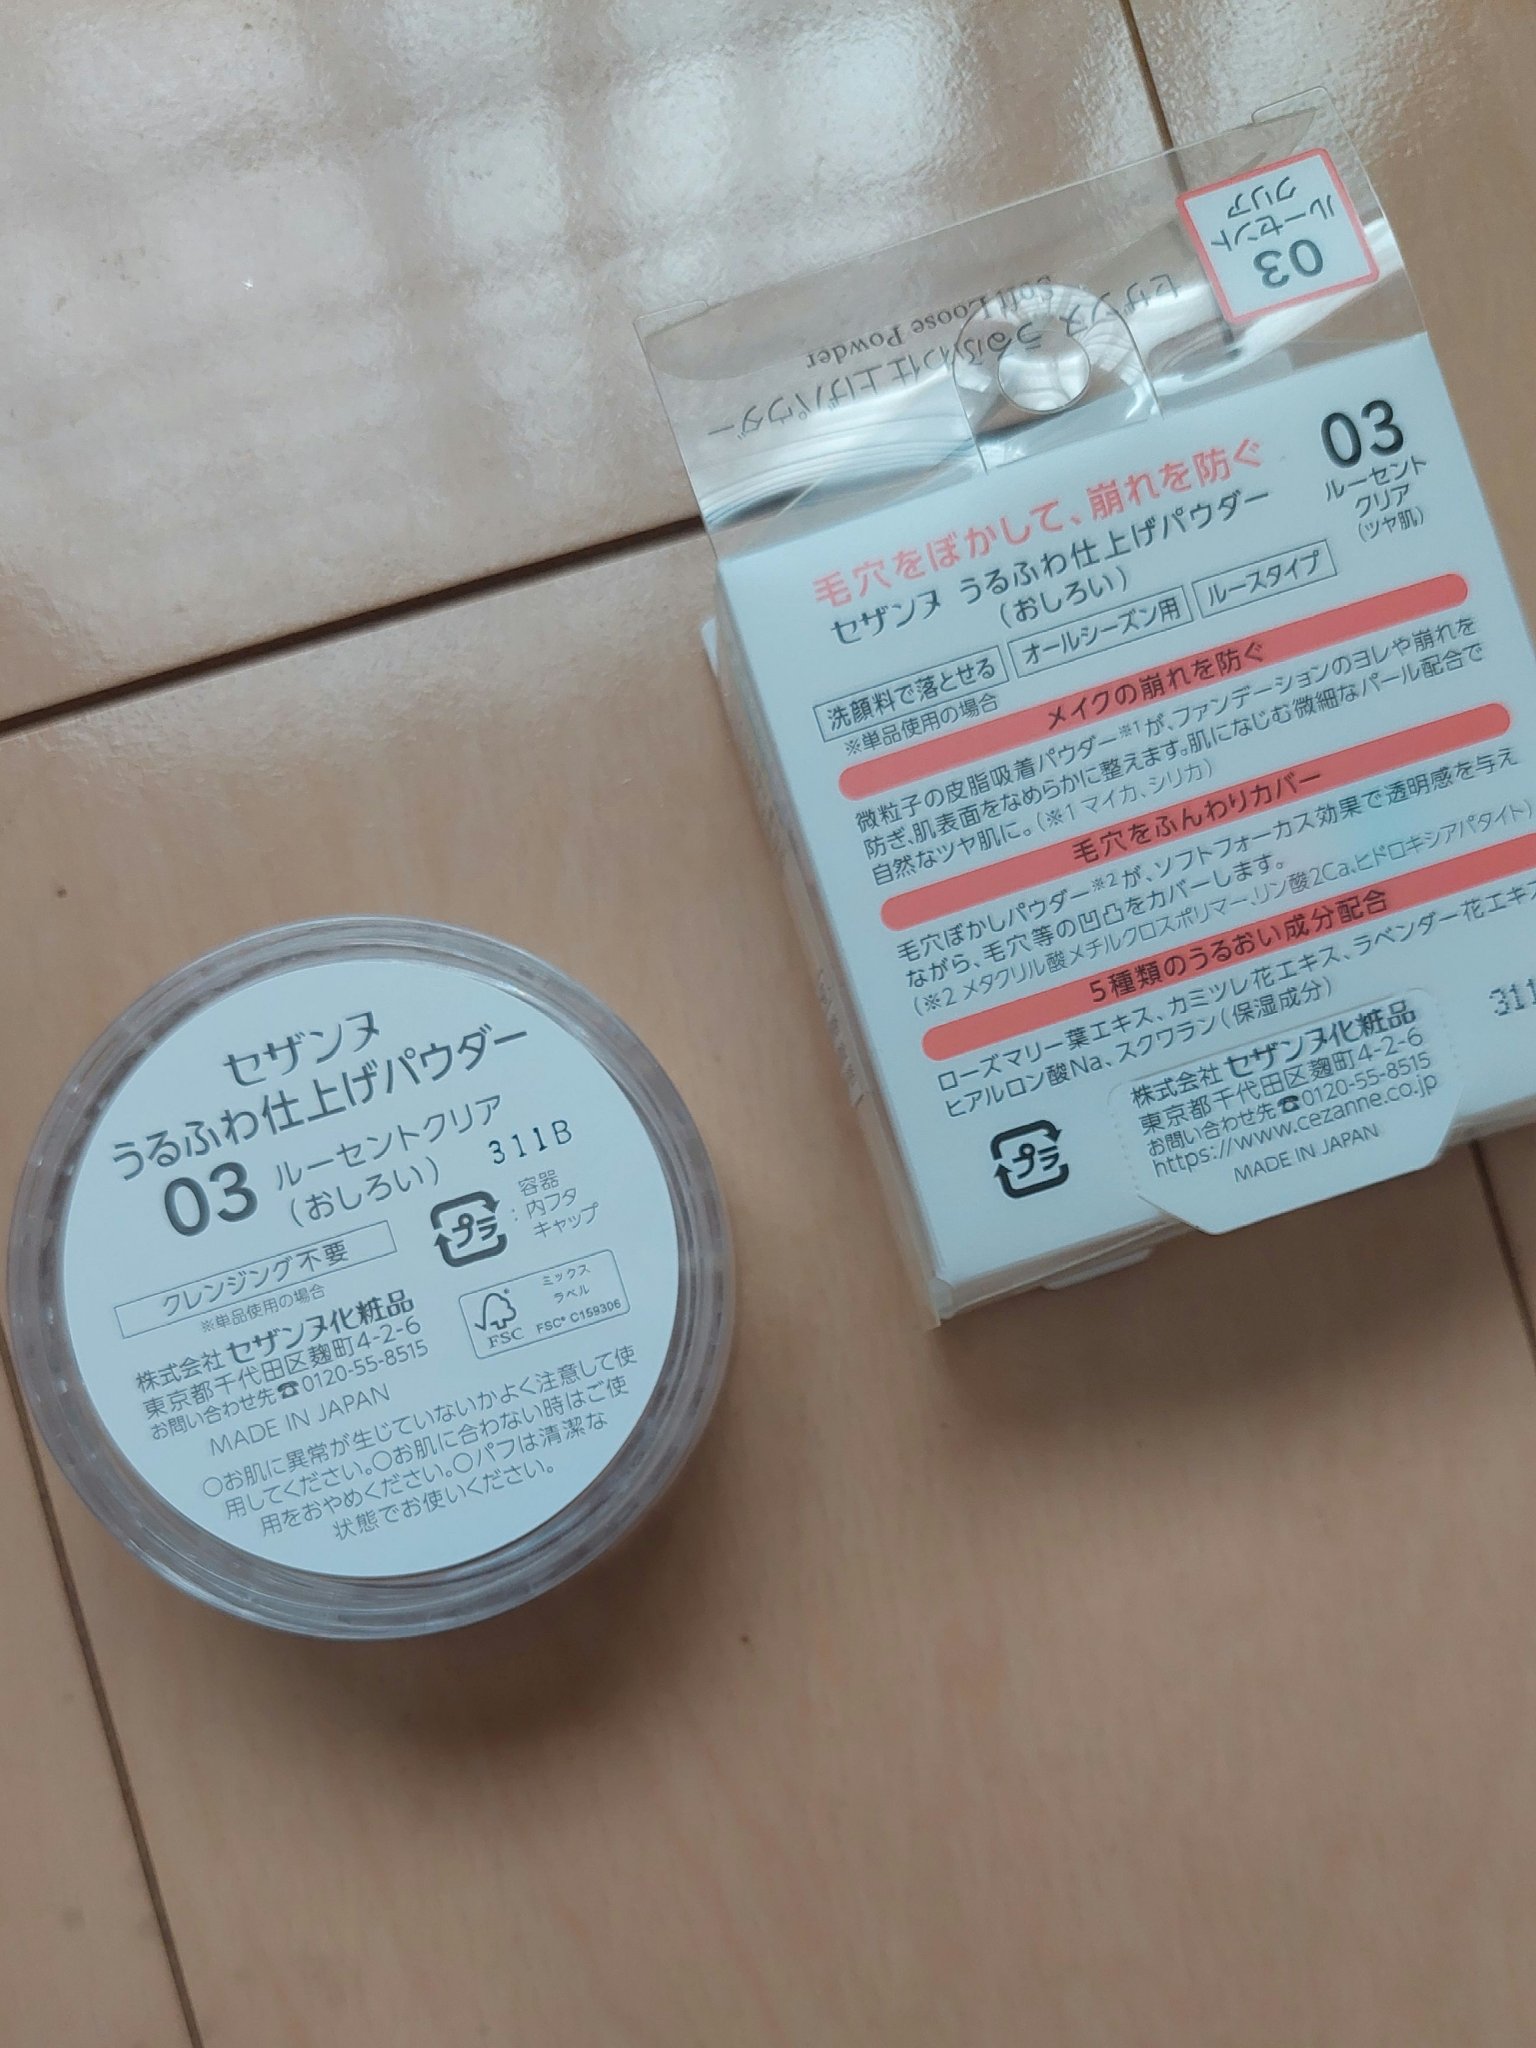 セザンヌ
うるふわ仕上げパウダー
03 ルーセントクリア
(おしろい)
311B
クレンジング不要
※単品使用の場合
プラ
:容器
内フタ
キャップ
株式会社 セザンヌ化粧品
東京都千代田区麹町4-2-6
お問い合わせ先☎0120-55-8515
MADE IN JAPAN
FSC
ミックス
ラベル
FSC® C159306
○お肌に異常が生じていないかよく注意して使
用してください。○お肌に合わない時はご使
用をおやめください。○パフは清潔な
状態でお使いください。
03
ルーセント
クリア
セザンヌ うるふわ仕上げパウダー
Soft Loose Powder
毛穴をぼかして、崩れを防ぐ
セザンヌ うるふわ仕上げパウダー
(おしろい)
03
ルーセント
クリア
(ツヤ肌)
洗顔料で落とせる オールシーズン用 ルースタイプ
※単品使用の場合
メイクの崩れを防ぐ
微粒子の皮脂吸着パウダー※1が、ファンデーションのヨレや崩れを
防ぎ、肌表面をなめらかに整えます。肌になじむ微細なパール配合で
自然なツヤ肌に。(※1 マイカ、シリカ)
毛穴をふんわりカバー
毛穴ぼかしパウダー※2が、ソフトフォーカス効果で透明感を与え
ながら、毛穴等の凹凸をカバーします。
(※2 メタクリル酸メチルクロスポリマー、リン酸2Ca、ヒドロキシアパタイト)
5種類のうるおい成分配合
ローズマリー葉エキス、カミツレ花エキス、ラベンダー花エキス
ヒアルロン酸Na、スクワラン(保湿成分)
311
プラ
株式会社 セザンヌ化粧品
東京都千代田区麹町4-2-6
お問い合わせ先☎0120-55-8515
https://www.cezanne.co.jp
MADE IN JAPAN